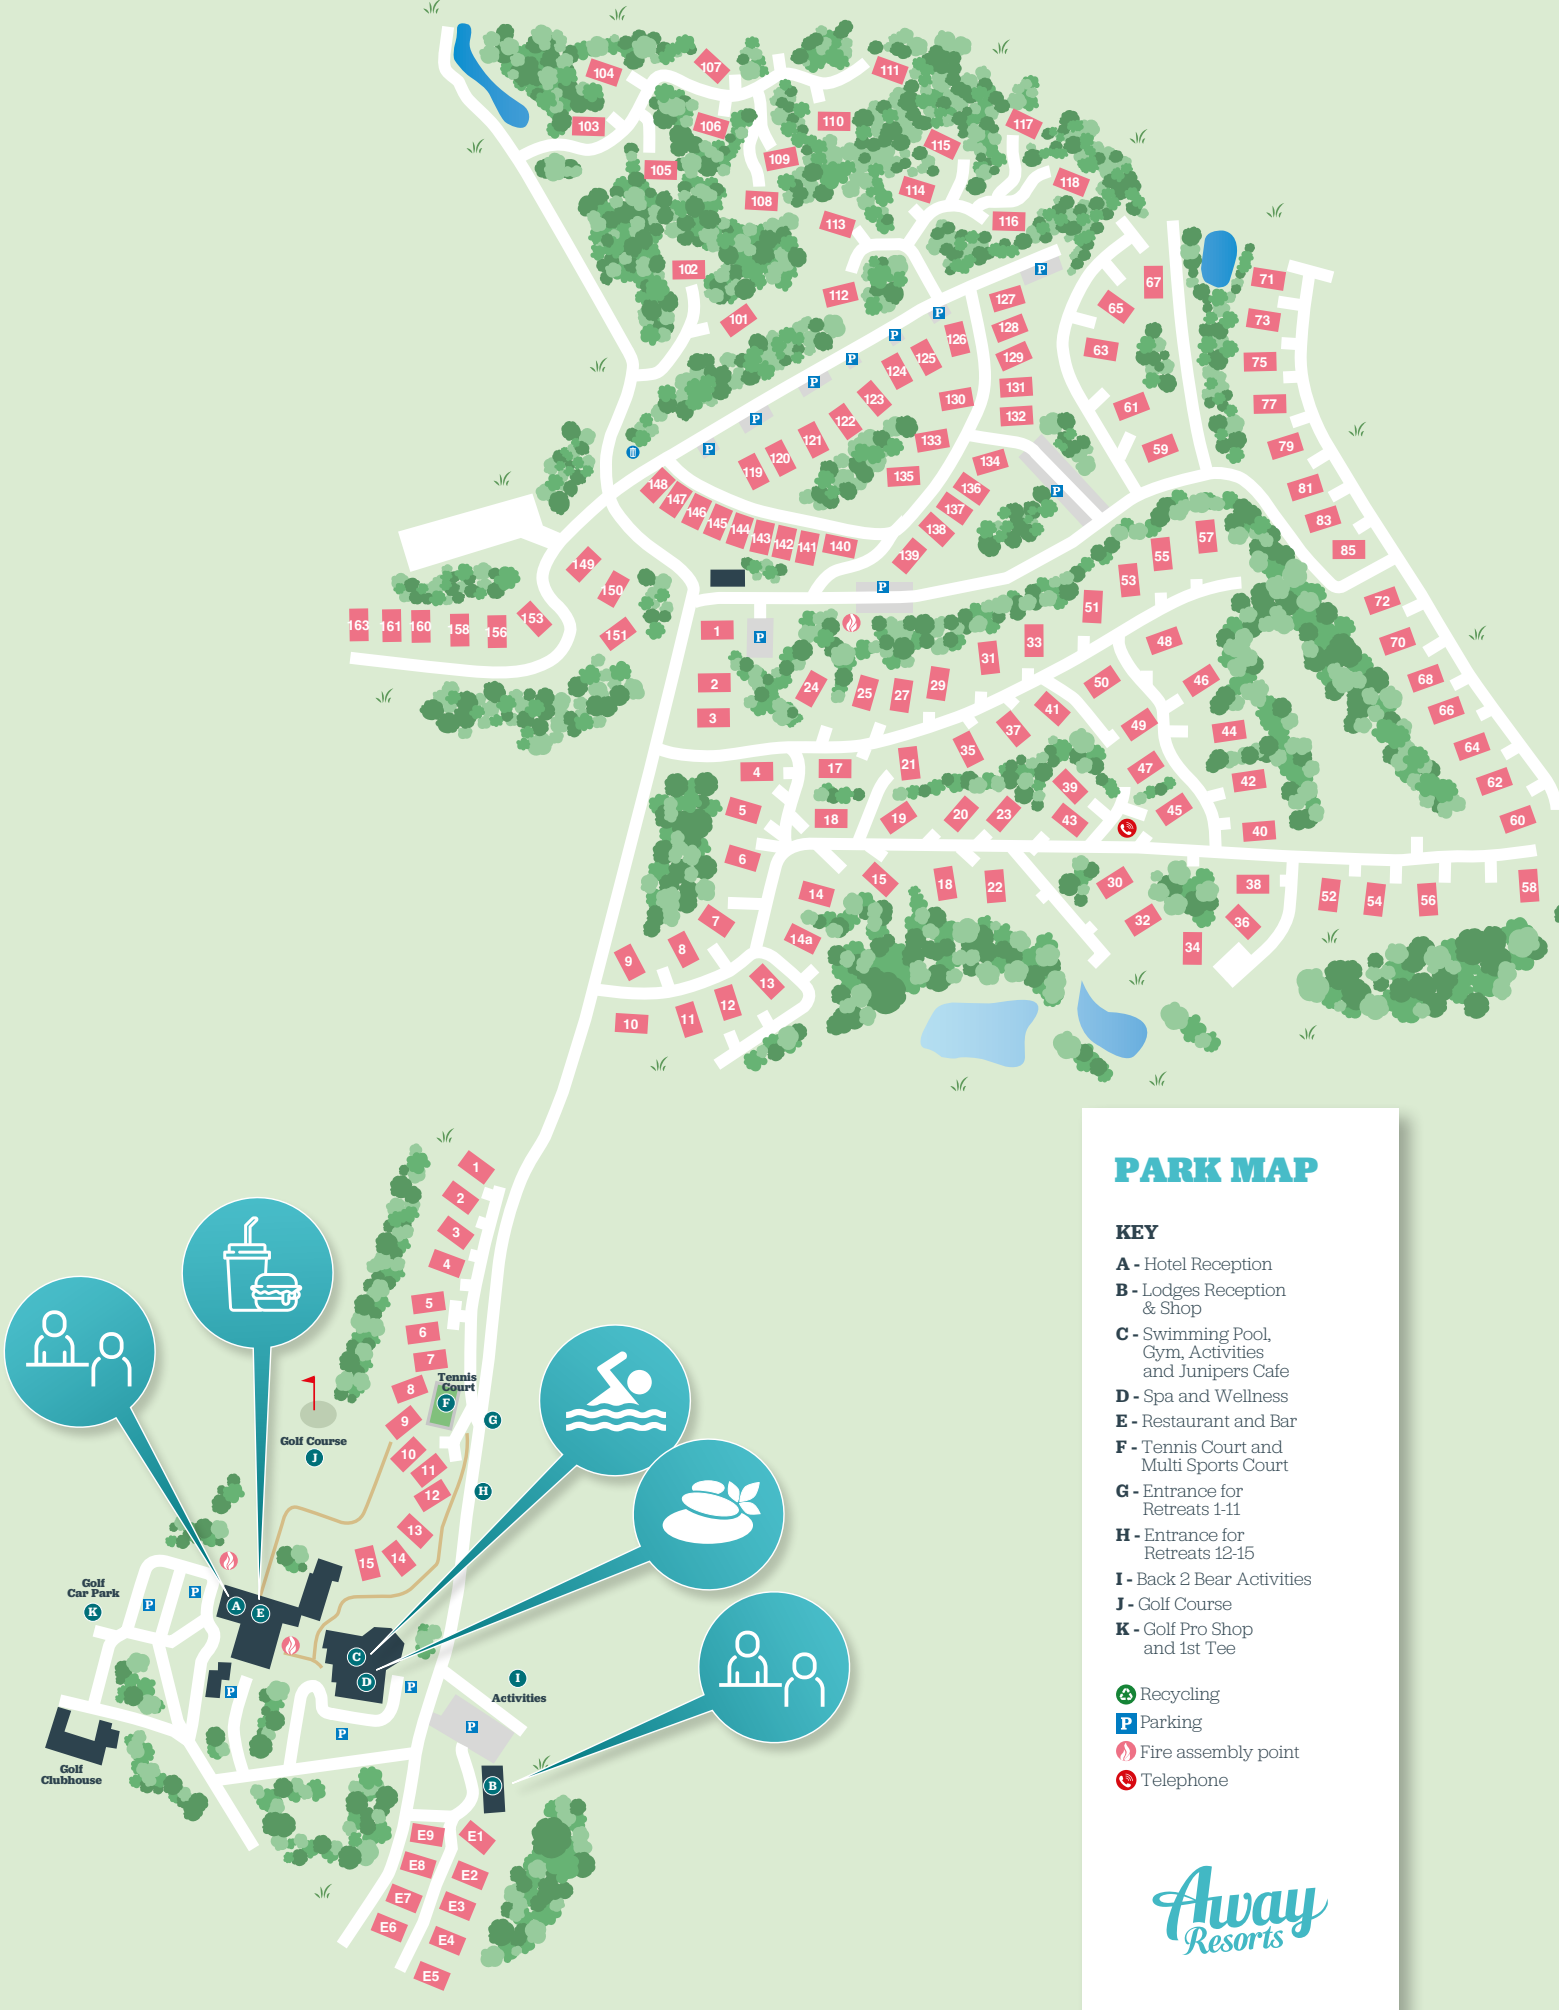 104
107
111
103
106
110
117
115
109
105
118
114
108
116
113
102
P
67
71
112
127
65
P
101
73
128
P
126
63
129
75
P
125
124
P
131
123
130
61
77
P
122
132
121
133
59
79
P
119
120
135
134
148
136
P
81
147
137
146
83
145
144
138
143
142
141
140
139
57
55
85
149
53
P
150
51
72
163
161
160
158
156
153
151
1
P
48
70
33
31
2
24
25
27
29
50
46
68
3
41
66
37
49
44
35
64
4
17
21
47
42
62
39
5
18
19
20
23
43
45
60
6
40
15
14
18
22
30
38
52
54
56
58
7
32
36
14a
8
34
9
13
12
10
11
1
2
3
4
5
6
7
Tennis
Court
8
F
9
G
Golf Course
J
10
11
12
H
13
14
15
Golf
Car Park
K
P
P
A
E
C
D
P
P
P
I
Activities
P
Golf
Clubhouse
B
E9
E1
E8
E2
E7
E3
E6
E4
E5
PARK MAP
KEY
A - Hotel Reception
B - Lodges Reception
& Shop
C - Swimming Pool,
Gym, Activities
and Junipers Cafe
D - Spa and Wellness
E - Restaurant and Bar
F - Tennis Court and
Multi Sports Court
G - Entrance for
Retreats 1-11
H - Entrance for
Retreats 12-15
I - Back 2 Bear Activities
J - Golf Course
K - Golf Pro Shop
and 1st Tee
Recycling
P Parking
Fire assembly point
Telephone
Away
Resorts